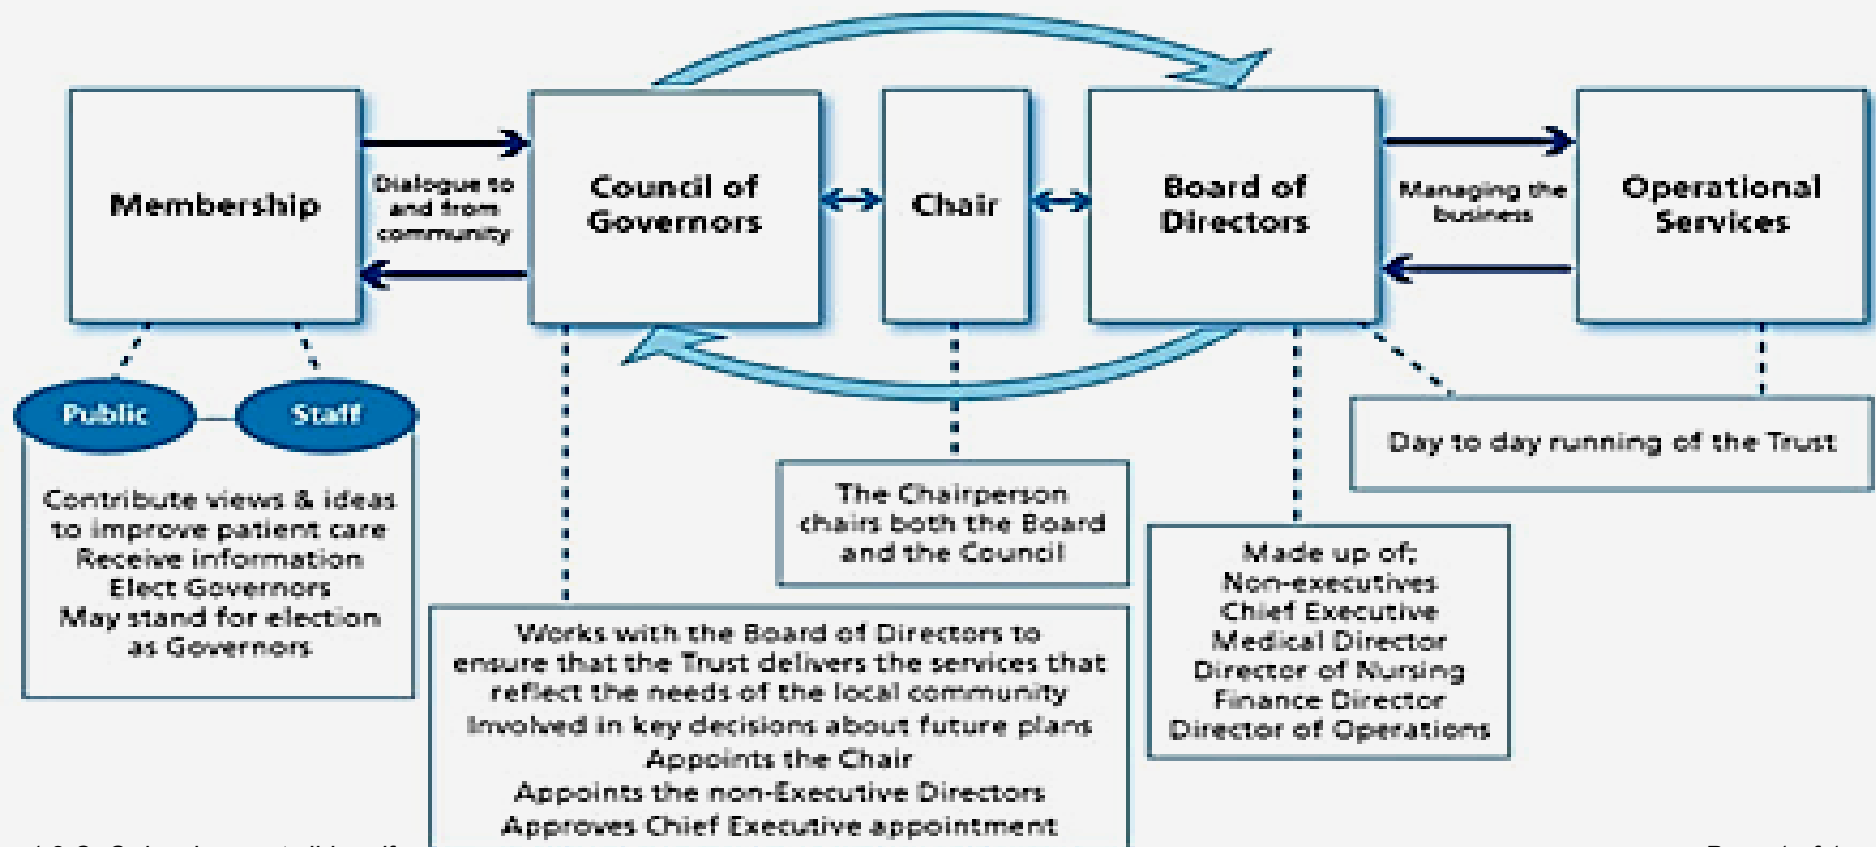 Membership
Dialogue to
and from
community
Council of
Governors
Chair
Board of
Directors
Managing the
business
Operational
Services
Public
Staff
Contribute views & ideas
to improve patient care
Receive information
Elect Governors
May stand for election
as Governors
Works with the Board of Directors to
ensure that the Trust delivers the services that
reflect the needs of the local community
Involved in key decisions about future plans
Appoints the Chair
Appoints the non-Executive Directors
Approves Chief Executive appointment
The Chairperson
chairs both the Board
and the Council
Made up of;
Non-executives
Chief Executive
Medical Director
Director of Nursing
Finance Director
Director of Operations
Day to day running of the Trust